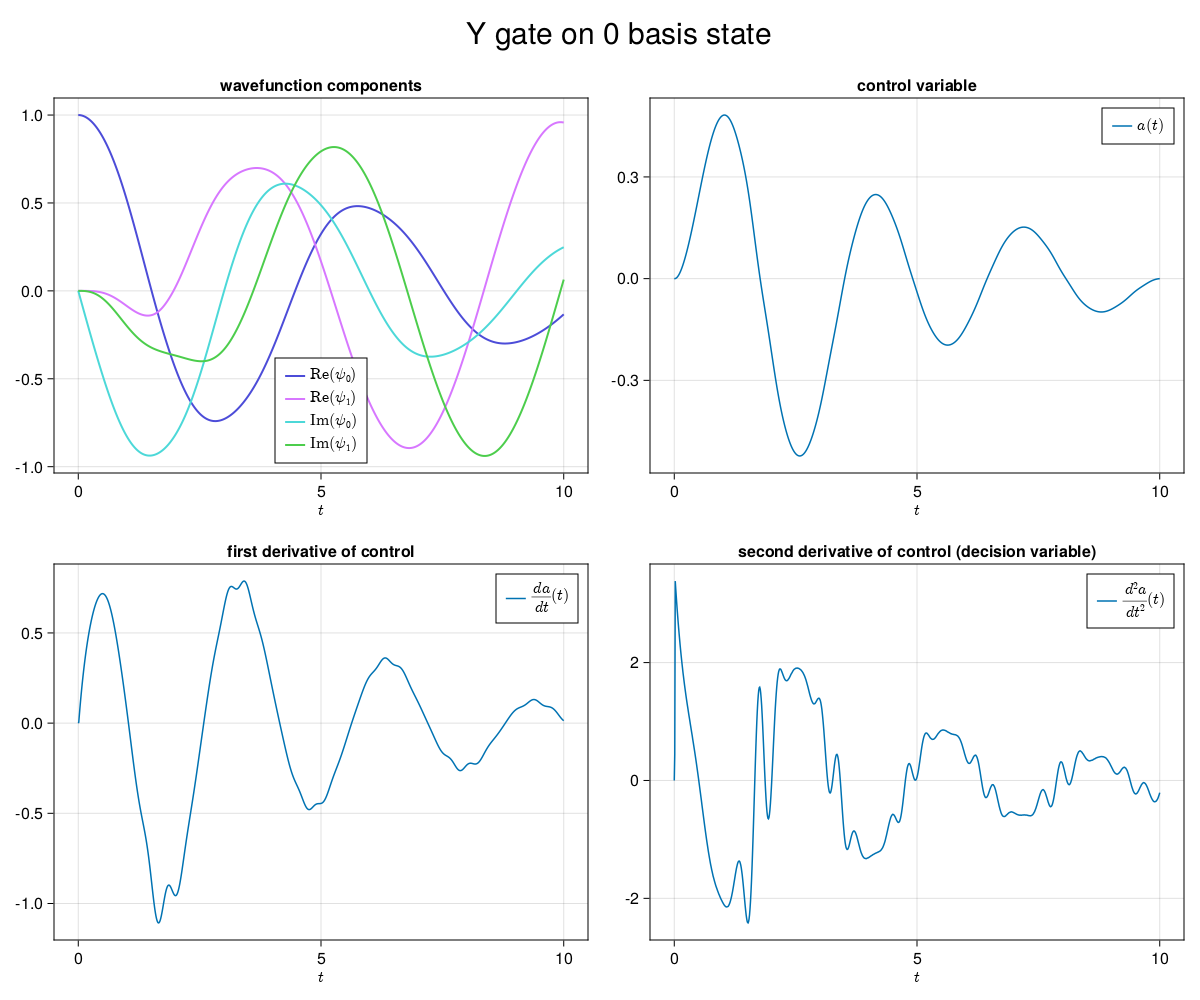 Y gate on 0 basis state
wavefunction components
1.0
0.5
0.0
-0.5
-1.0
Re(ψ₀)
Re(ψ₁)
Im(ψ₀)
Im(ψ₁)
0 5 10
t
control variable
a(t)
0.3
0.0
-0.3
0 5 10
t
first derivative of control
da/dt (t)
0.5
0.0
-0.5
-1.0
0 5 10
t
second derivative of control (decision variable)
d²a/dt² (t)
2
0
-2
0 5 10
t